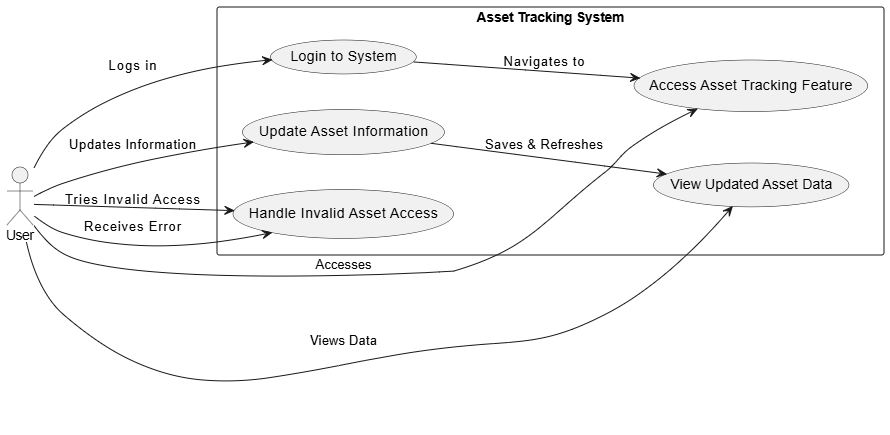 Asset Tracking System
Logs in
Login to System
Navigates to
Access Asset Tracking Feature
Updates Information
Update Asset Information
Saves & Refreshes
View Updated Asset Data
Tries Invalid Access
Handle Invalid Asset Access
Receives Error
User
Accesses
Views Data